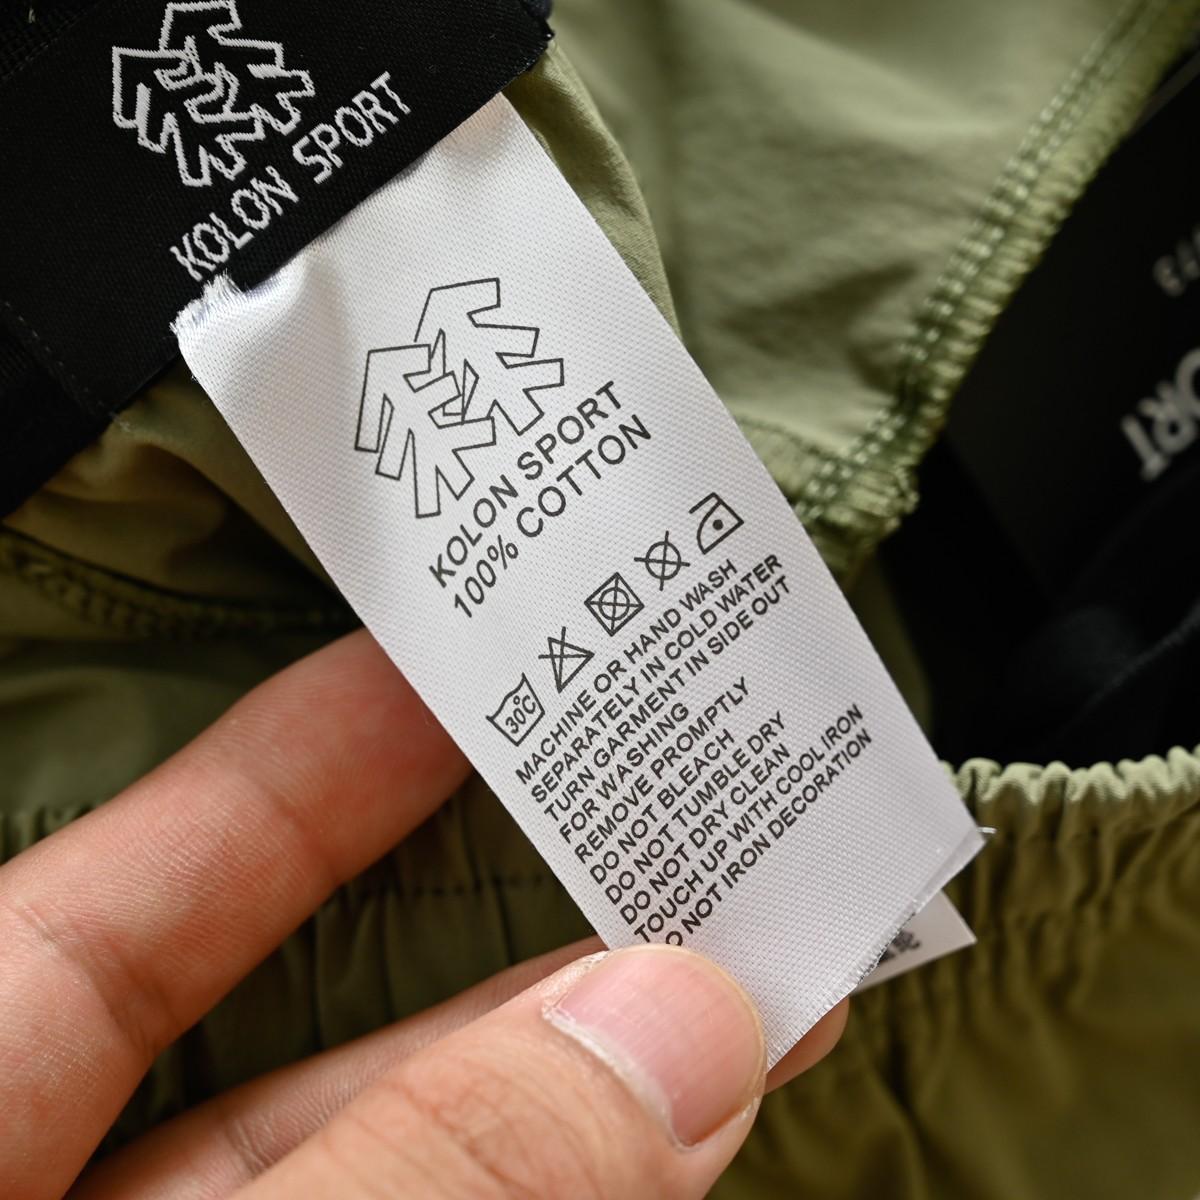 KOLON SPORT
KOLON SPORT
100% COTTON
30℃
MACHINE OR HAND WASH
SEPARATELY IN COLD WATER
TURN GARMENT IN SIDE OUT
FOR WASHING
REMOVE PROMPTLY
DO NOT BLEACH
DO NOT TUMBLE DRY
DO NOT DRY CLEAN
TOUCH UP WITH COOL IRON
NOT IRON DECORATION